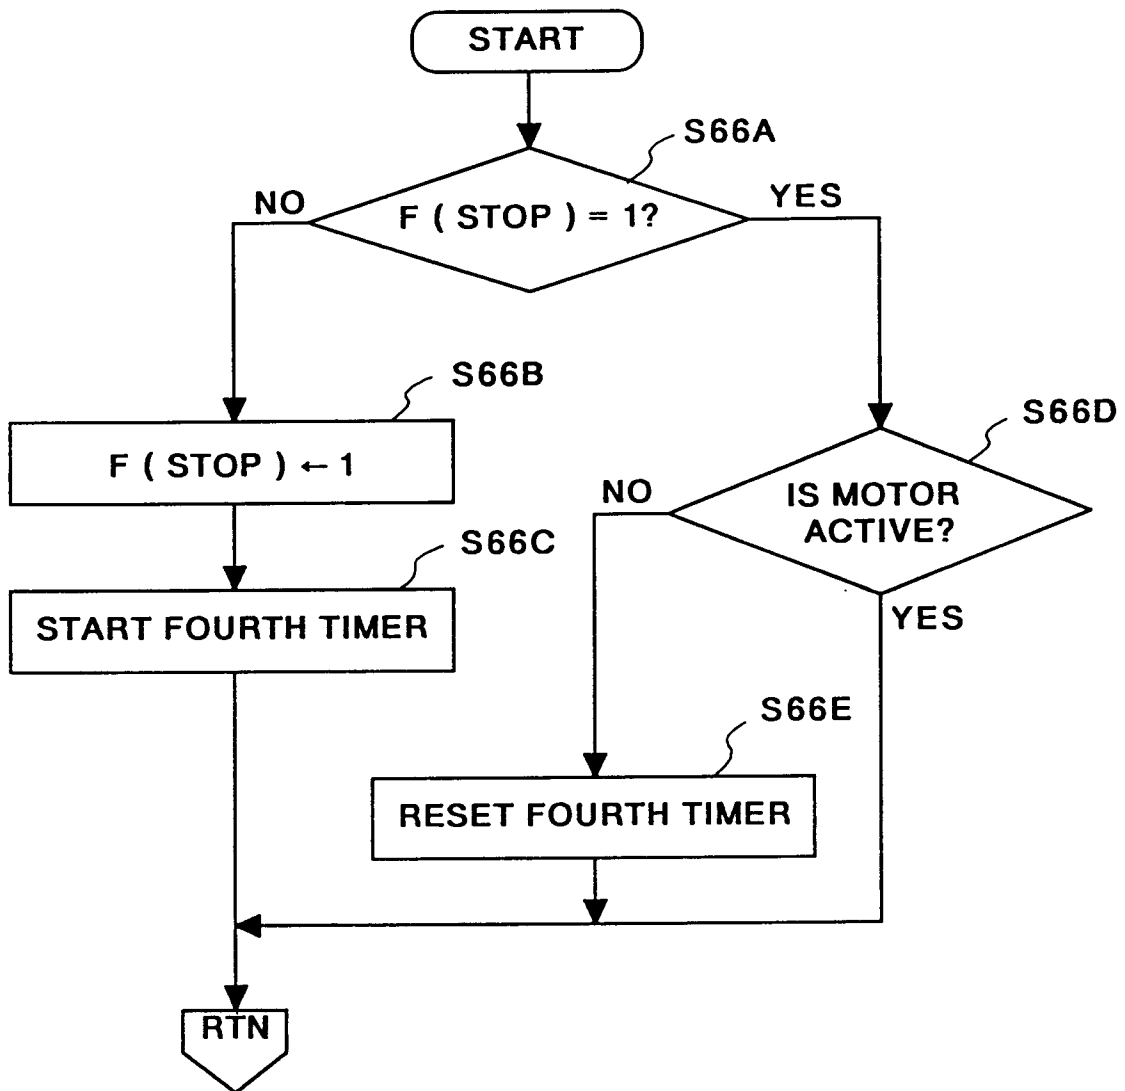 START
S66A
NO
F ( STOP ) = 1?
YES
S66B
F ( STOP ) ← 1
S66D
NO
IS MOTOR
ACTIVE?
S66C
START FOURTH TIMER
YES
S66E
RESET FOURTH TIMER
RTN